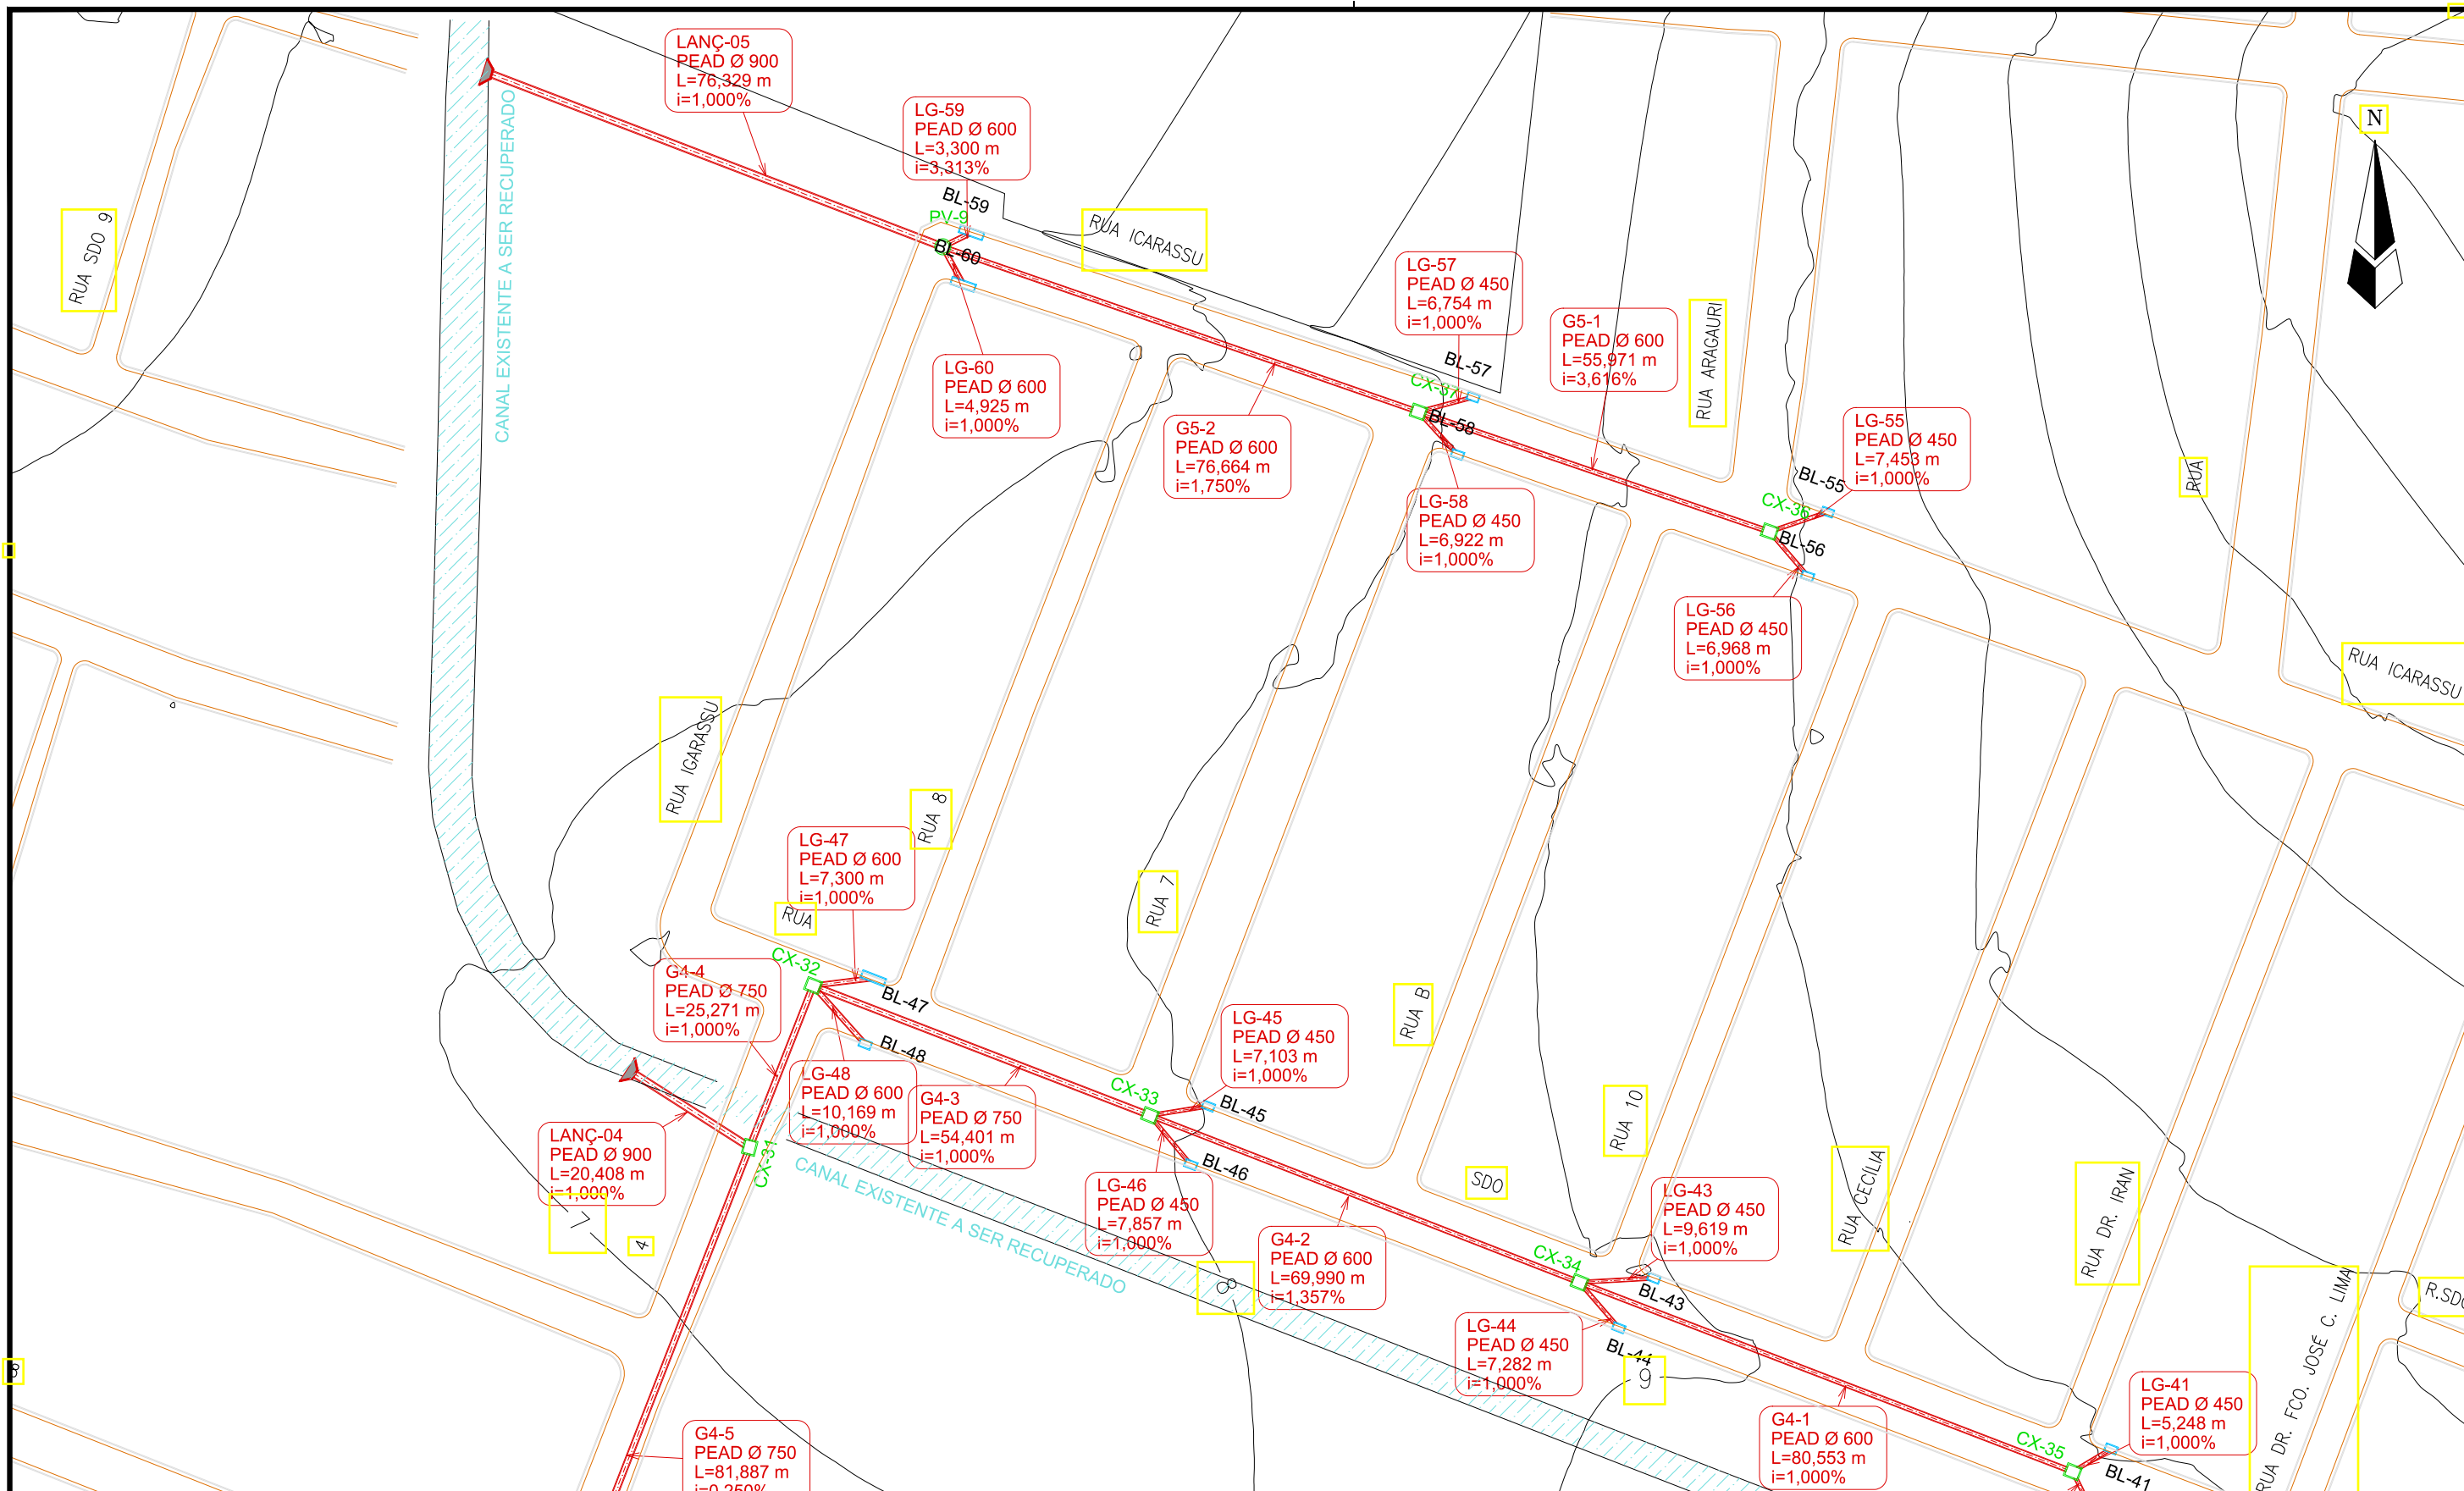 LANÇ-05
PEAD Ø 900
L=76,329 m
i=1,000%
LG-59
PEAD Ø 600
L=3,300 m
i=3,313%
BL-59
PV-9
BL-60
RUA ICARASSU
N
RUA SDO 9
CANAL EXISTENTE A SER RECUPERADO
LG-57
PEAD Ø 450
L=6,754 m
i=1,000%
BL-57
CX-37
BL-58
G5-1
PEAD Ø 600
L=55,971 m
i=3,616%
RUA ARAGAURI
LG-60
PEAD Ø 600
L=4,925 m
i=1,000%
G5-2
PEAD Ø 600
L=76,664 m
i=1,750%
LG-55
PEAD Ø 450
L=7,453 m
i=1,000%
BL-55
CX-36
BL-56
RUA
LG-58
PEAD Ø 450
L=6,922 m
i=1,000%
LG-56
PEAD Ø 450
L=6,968 m
i=1,000%
RUA ICARASSU
RUA IGARASSU
RUA 8
LG-47
PEAD Ø 600
L=7,300 m
i=1,000%
RUA
RUA 7
CX-32
BL-47
BL-48
G4-4
PEAD Ø 750
L=25,271 m
i=1,000%
RUA B
LG-45
PEAD Ø 450
L=7,103 m
i=1,000%
LG-48
PEAD Ø 600
L=10,169 m
i=1,000%
G4-3
PEAD Ø 750
L=54,401 m
i=1,000%
CX-33
BL-45
BL-46
RUA 10
LANÇ-04
PEAD Ø 900
L=20,408 m
i=1,000%
CX-31
CANAL EXISTENTE A SER RECUPERADO
LG-46
PEAD Ø 450
L=7,857 m
i=1,000%
SDO
RUA CECÍLIA
RUA DR. IRAN
LG-43
PEAD Ø 450
L=9,619 m
i=1,000%
7
4
8
G4-2
PEAD Ø 600
L=69,990 m
i=1,357%
CX-34
BL-43
BL-44
RUA DR. FCO. JOSÉ C. LIMA
R.SDO
LG-44
PEAD Ø 450
L=7,282 m
i=1,000%
9
8
LG-41
PEAD Ø 450
L=5,248 m
i=1,000%
G4-1
PEAD Ø 600
L=80,553 m
i=1,000%
CX-35
BL-41
G4-5
PEAD Ø 750
L=81,887 m
i=0,250%